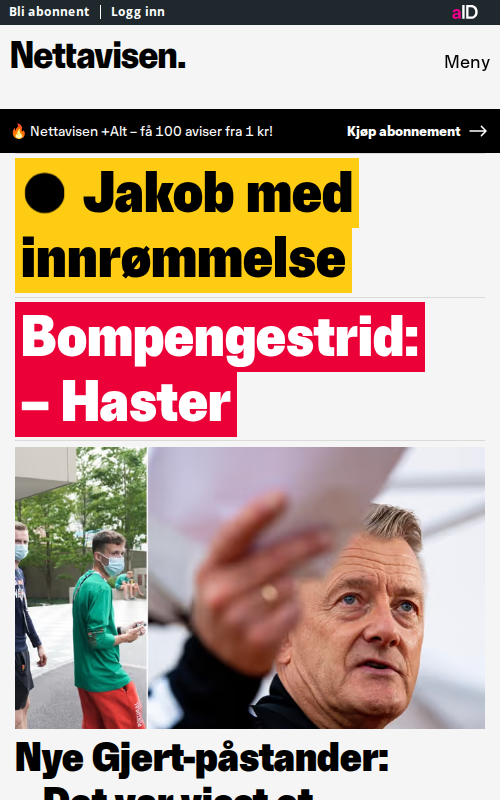 Bli abonnent | Logg inn
aID
Nettavisen.
Meny
🔥 Nettavisen +Alt – få 100 aviser fra 1 kr!
Kjøp abonnement →
Jakob med
innrømmelse
Bompengestrid:
– Haster
Nye Gjert-påstander: